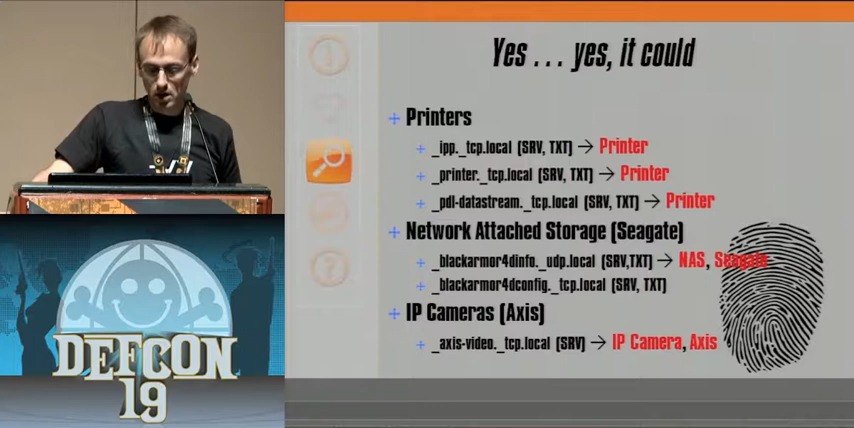 Yes . . . yes, it could
+ Printers
+ _ipp._tcp.local (SRV, TXT) → Printer
+ _printer._tcp.local (SRV, TXT) → Printer
+ _pdl-datastream._tcp.local (SRV, TXT) → Printer
+ Network Attached Storage (Seagate)
+ _blackarmor4dinfo._udp.local (SRV,TXT) → NAS, Seagate
+ _blackarmor4dconfig._tcp.local (SRV, TXT)
+ IP Cameras (Axis)
+ _axis-video._tcp.local (SRV) → IP Camera, Axis
?
DEFCON
19